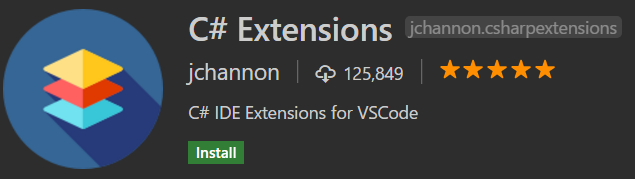 C# Extensions jchannon.csharpextensions
jchannon 125,849
C# IDE Extensions for VSCode
Install